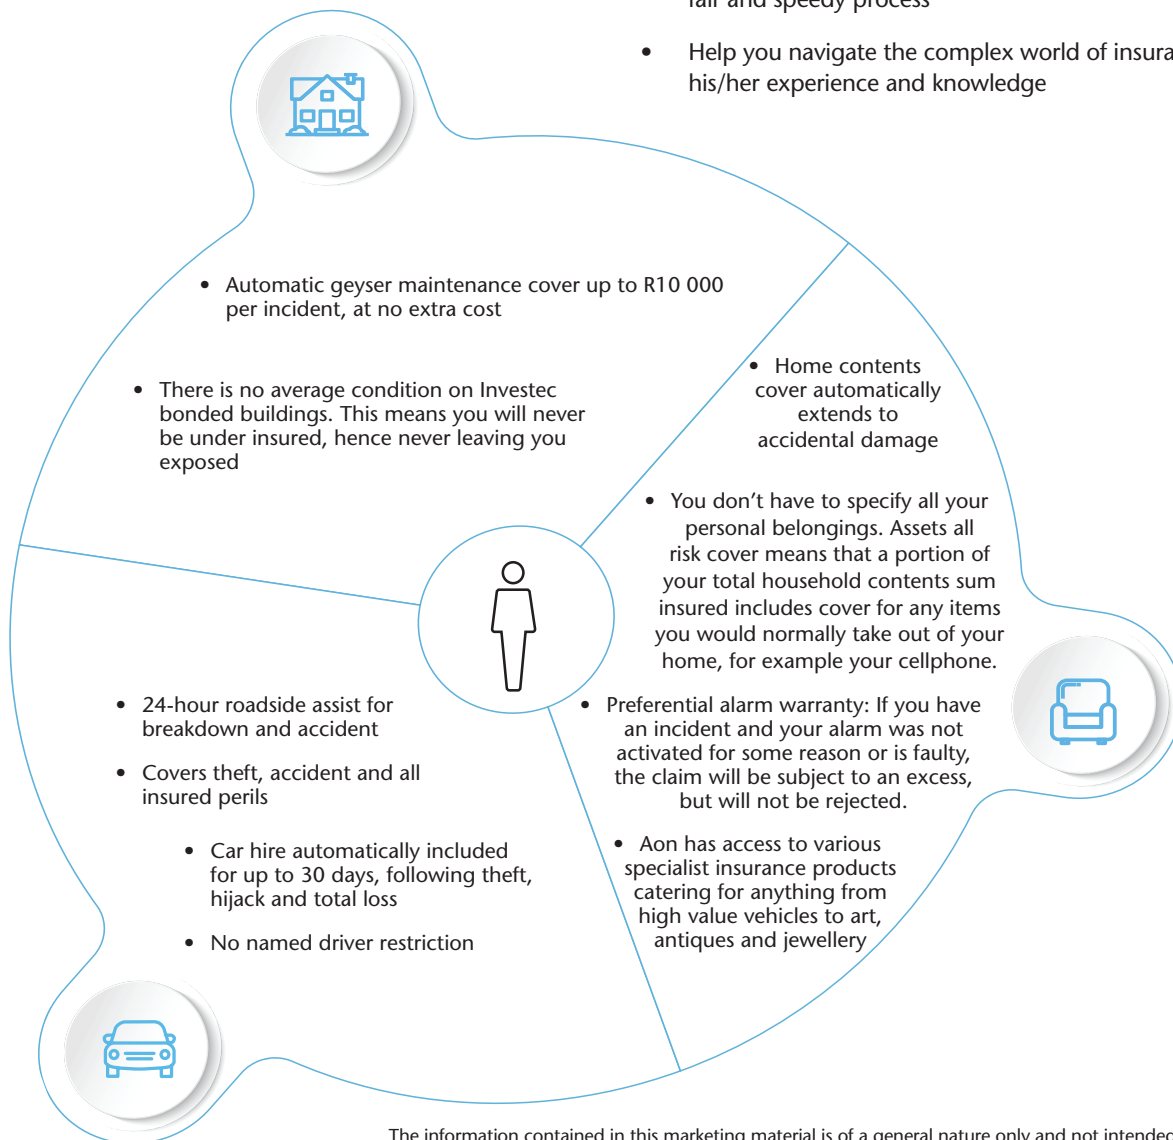 fair and speedy process
• Help you navigate the complex world of insura
his/her experience and knowledge
• Automatic geyser maintenance cover up to R10 000
per incident, at no extra cost
• There is no average condition on Investec
bonded buildings. This means you will never
be under insured, hence never leaving you
exposed
• Home contents
cover automatically
extends to
accidental damage
• You don’t have to specify all your
personal belongings. Assets all
risk cover means that a portion of
your total household contents sum
insured includes cover for any items
you would normally take out of your
home, for example your cellphone.
• Preferential alarm warranty: If you have
an incident and your alarm was not
activated for some reason or is faulty,
the claim will be subject to an excess,
but will not be rejected.
• Aon has access to various
specialist insurance products
catering for anything from
high value vehicles to art,
antiques and jewellery
• 24-hour roadside assist for
breakdown and accident
• Covers theft, accident and all
insured perils
• Car hire automatically included
for up to 30 days, following theft,
hijack and total loss
• No named driver restriction
The information contained in this marketing material is of a general nature only and not intended